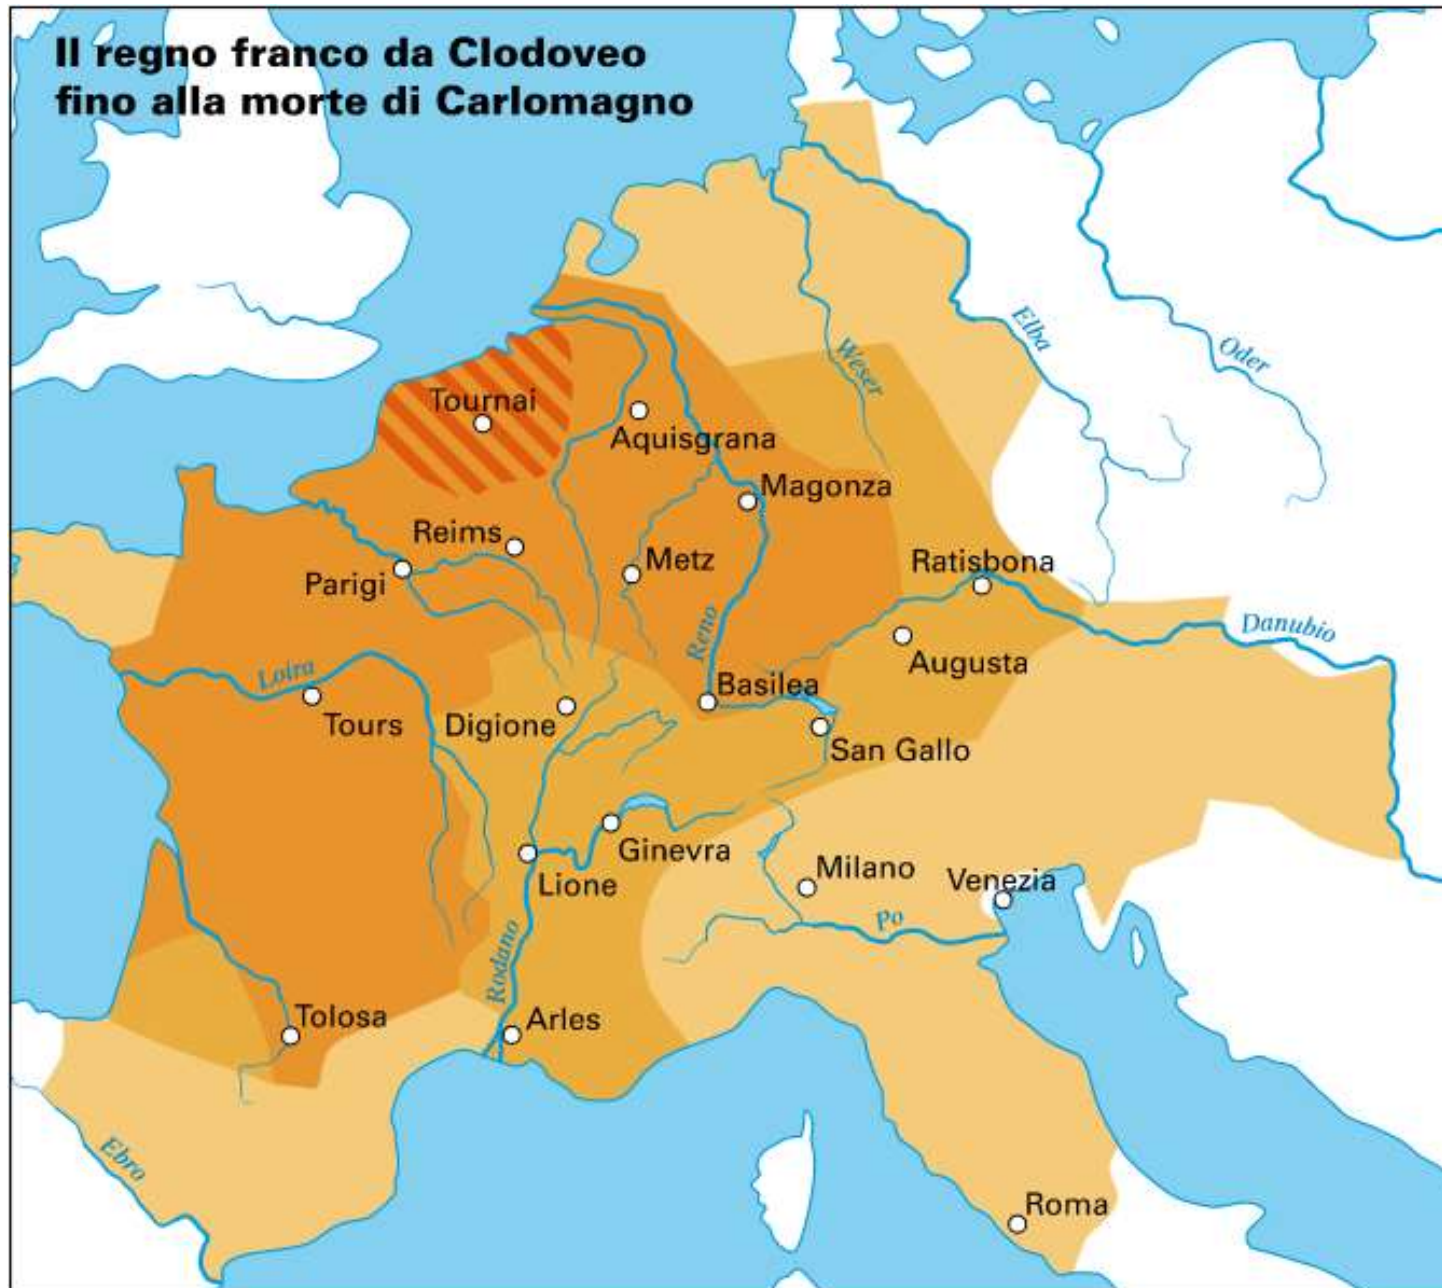 Il regno franco da Clodoveo
fino alla morte di Carlomagno
Elba
Oder
Weser
Tournai
Aquisgrana
Magonza
Reims
Metz
Ratisbona
Parigi
Reno
Danubio
Augusta
Loira
Basilea
Tours
Digione
San Gallo
Ginevra
Milano
Lione
Venezia
Po
Rodano
Tolosa
Arles
Ebro
Roma